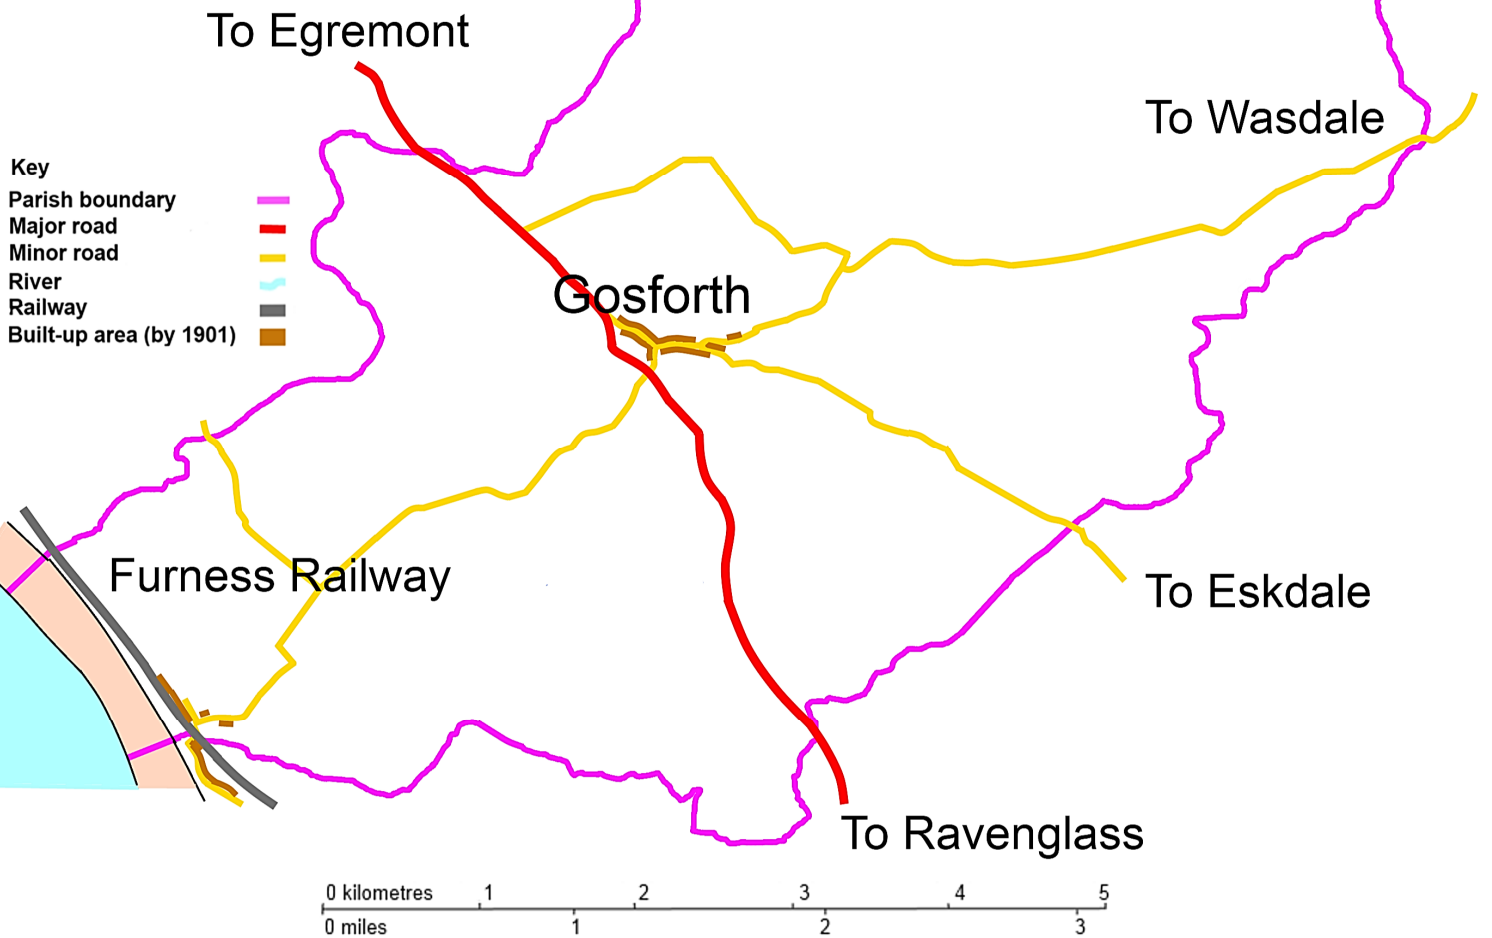 To Egremont
To Wasdale
Key
Parish boundary
Major road
Minor road
River
Railway
Built-up area (by 1901)
Gosforth
Furness Railway
To Eskdale
To Ravenglass
0 kilometres 1 2 3 4 5
0 miles 1 2 3